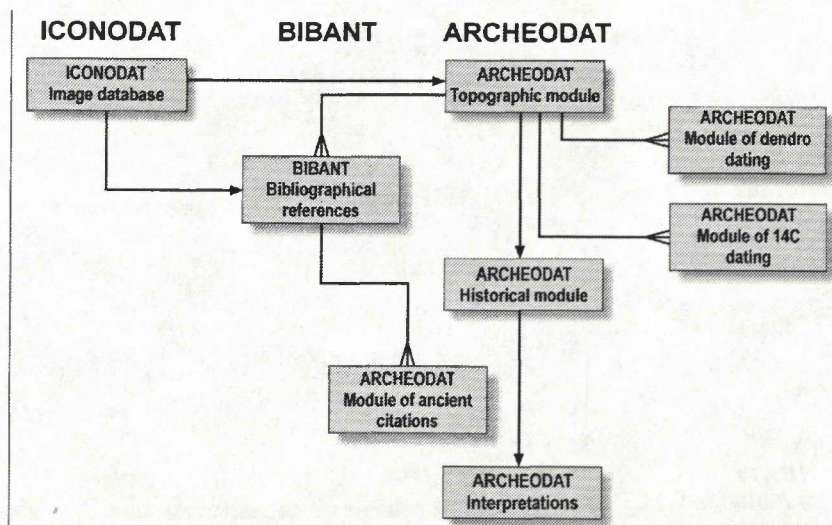 ICONODAT BIBANT ARCHEODAT
ICONODAT
Image database
ARCHEODAT
Topographic module
ARCHEODAT
Module of dendro
dating
BIBANT
Bibliographical
references
ARCHEODAT
Module of 14C
dating
ARCHEODAT
Historical module
ARCHEODAT
Module of ancient
citations
ARCHEODAT
Interpretations